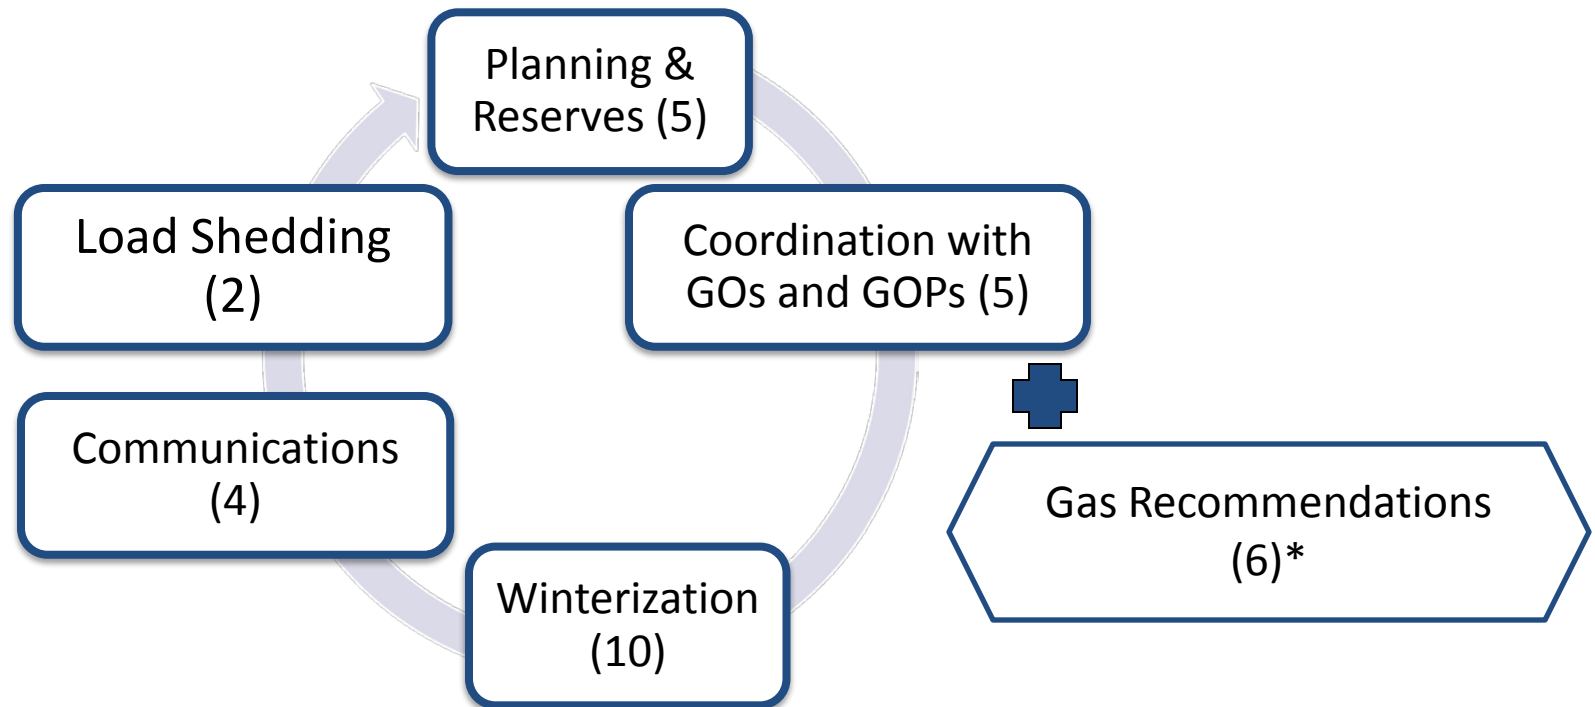 Planning &
Reserves (5)
Coordination with
GOs and GOPs (5)
Load Shedding
(2)
Communications
(4)
Winterization
(10)
Gas Recommendations
(6)*